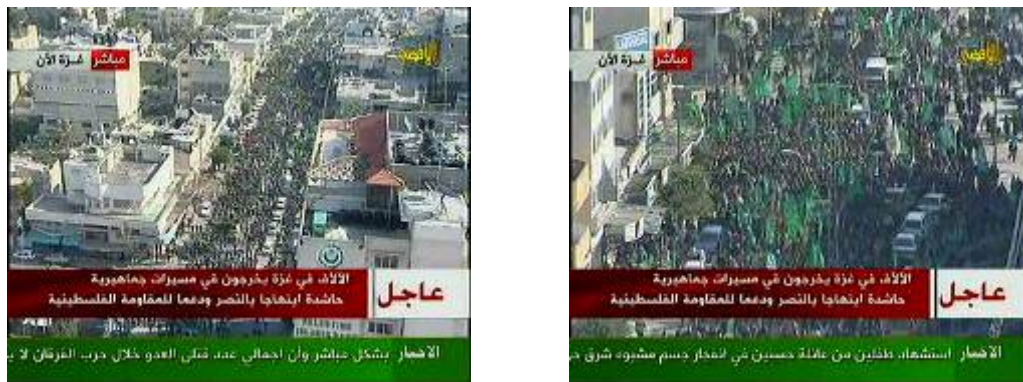 مباشر غزة الآن
الأقصى
الآلاف في غزة يخرجون في مسيرات جماهيرية
حاشدة ابتهاجا بالنصر ودعما للمقاومة الفلسطينية
عاجل
الأخبار بشكل مباشر وأن اجمالي عدد قتلى العدو خلال حرب الفرقان لا
مباشر غزة الآن
الأقصى
الآلاف في غزة يخرجون في مسيرات جماهيرية
حاشدة ابتهاجا بالنصر ودعما للمقاومة الفلسطينية
عاجل
الأخبار استشهاد طفلين من عائلة حسين في انفجار جسم مشبوه شرق